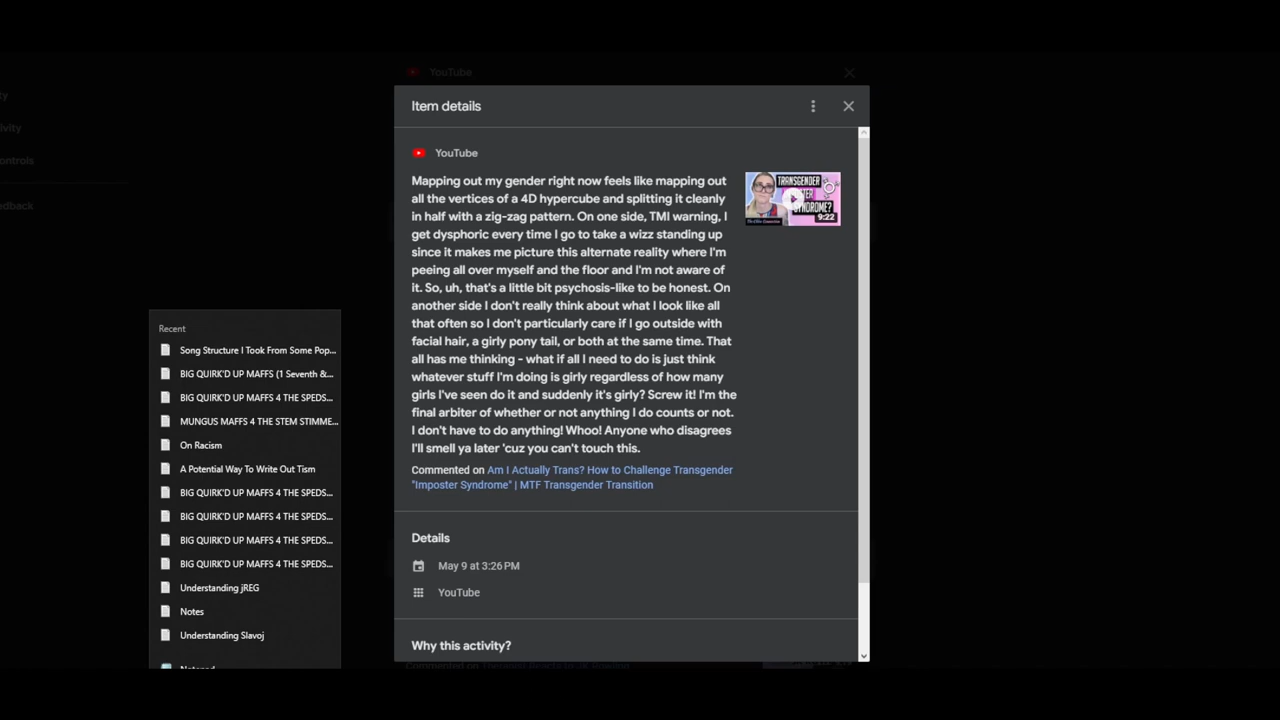 YouTube
Item details
YouTube
Mapping out my gender right now feels like mapping out
all the vertices of a 4D hypercube and splitting it cleanly
in half with a zig-zag pattern. On one side, TMI warning, I
get dysphoric every time I go to take a wizz standing up
since it makes me picture this alternate reality where I'm
peeing all over myself and the floor and I'm not aware of
it. So, uh, that's a little bit psychosis-like to be honest. On
another side I don't really think about what I look like all
that often so I don't particularly care if I go outside with
facial hair, a girly pony tail, or both at the same time. That
all has me thinking - what if all I need to do is just think
whatever stuff I'm doing is girly regardless of how many
girls I've seen do it and suddenly it's girly? Screw it! I'm the
final arbiter of whether or not anything I do counts or not.
I don't have to do anything! Whoo! Anyone who disagrees
I'll smell ya later 'cuz you can't touch this.
Commented on Am I Actually Trans? How to Challenge Transgender
"Imposter Syndrome" | MTF Transgender Transition
TRANSGENDER
SYNDROME?
9:22
Details
May 9 at 3:26 PM
YouTube
Why this activity?
Commented on
ty
ivity
ontrols
edback
Recent
Song Structure I Took From Some Pop...
BIG QUIRK'D UP MAFFS (1 Seventh &...
BIG QUIRK'D UP MAFFS 4 THE SPEDS...
MUNGUS MAFFS 4 THE STEM STIMME...
On Racism
A Potential Way To Write Out Tism
BIG QUIRK'D UP MAFFS 4 THE SPEDS...
BIG QUIRK'D UP MAFFS 4 THE SPEDS...
BIG QUIRK'D UP MAFFS 4 THE SPEDS...
BIG QUIRK'D UP MAFFS 4 THE SPEDS...
Understanding jREG
Notes
Understanding Slavoj
Notepad